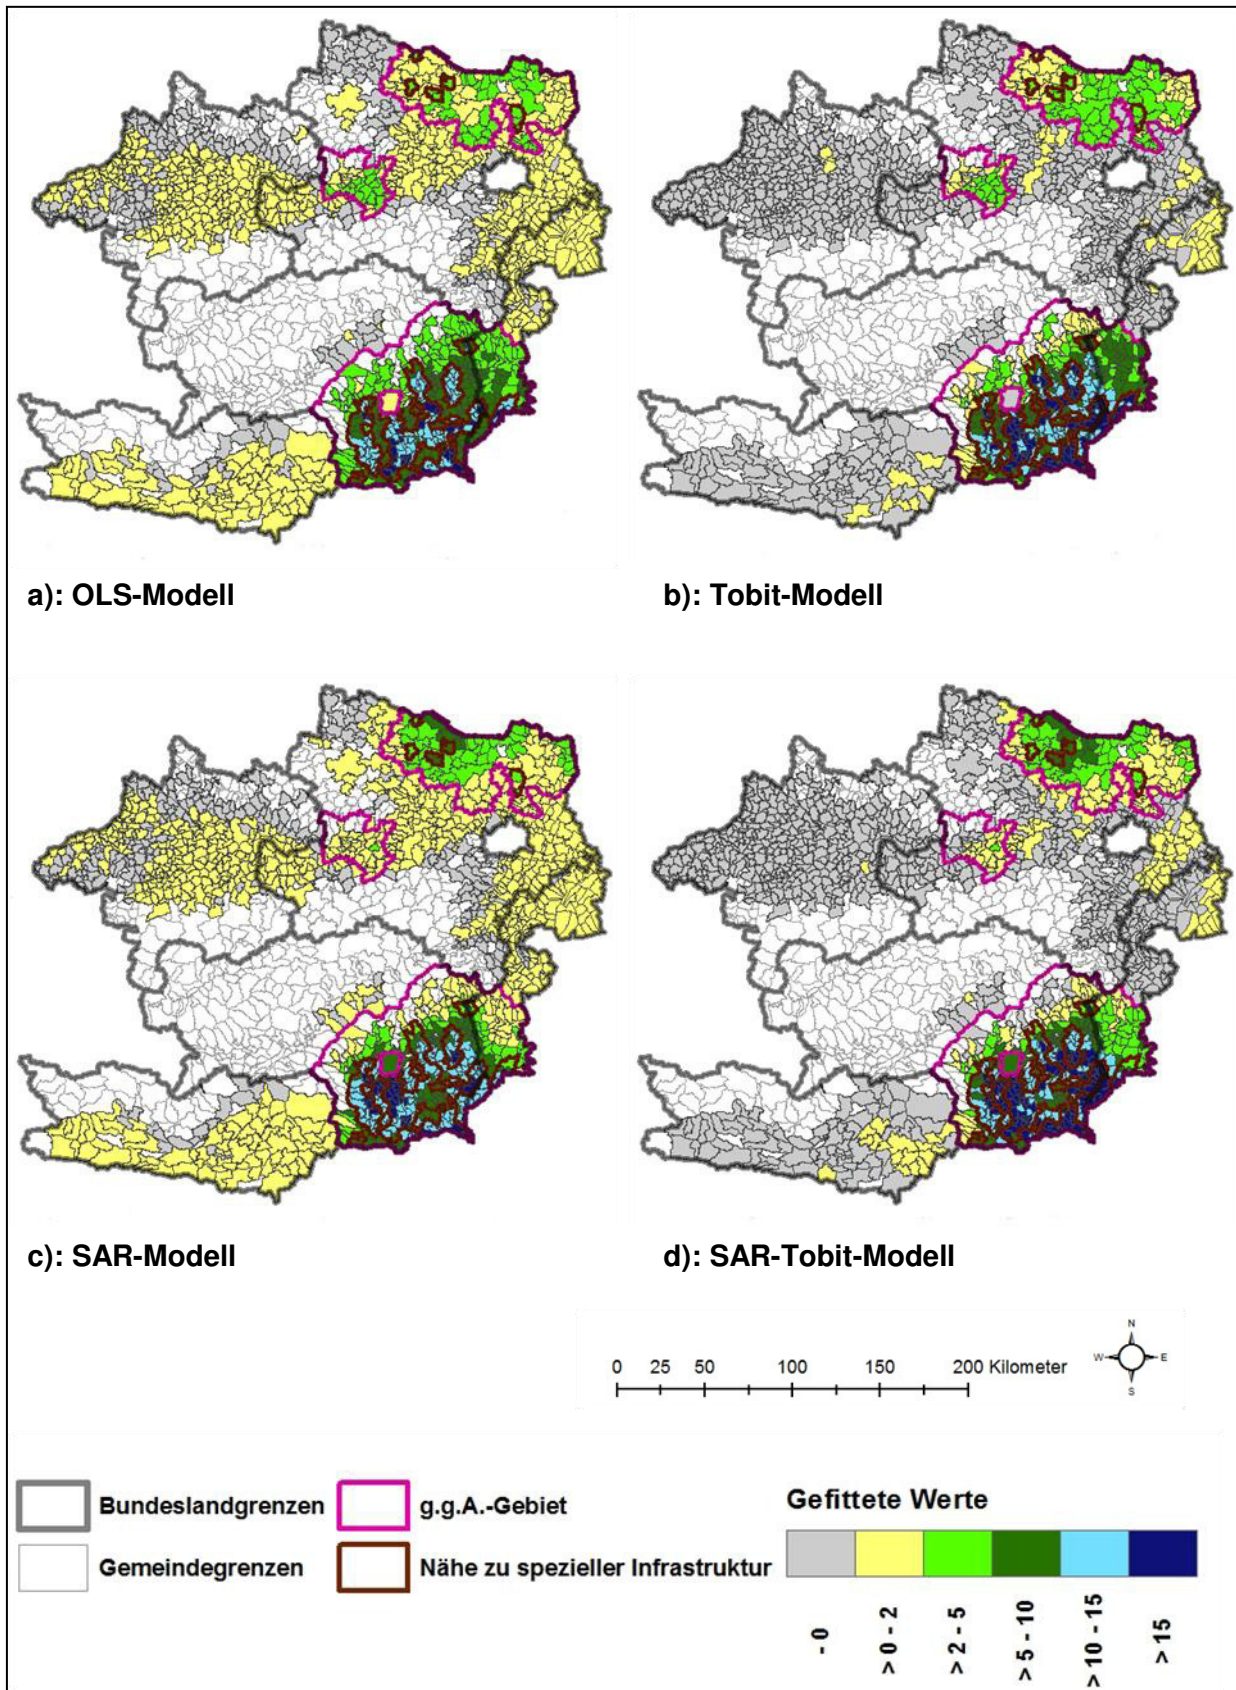 a): OLS-Modell
b): Tobit-Modell
c): SAR-Modell
d): SAR-Tobit-Modell
N
W
E
S
0 25 50 100 150 200 Kilometer
Bundeslandgrenzen
g.g.A.-Gebiet
Gemeindegrenzen
Nähe zu spezieller Infrastruktur
Gefittete Werte
- 0
> 0 - 2
> 2 - 5
> 5 - 10
> 10 - 15
> 15